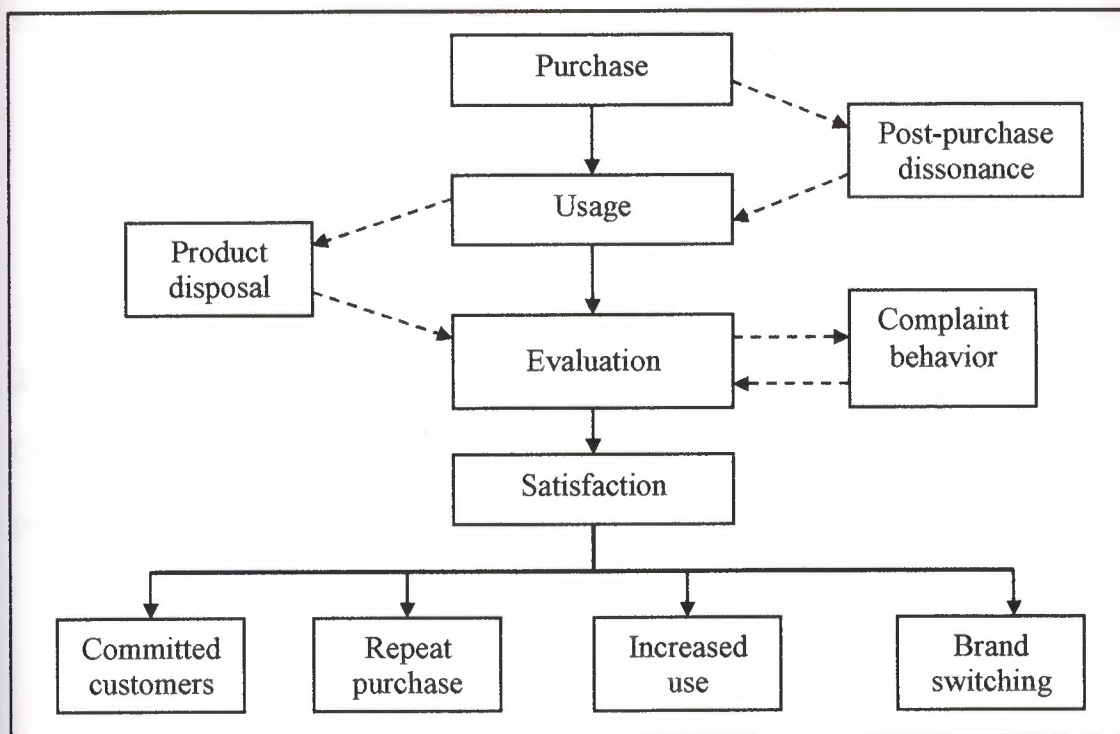 Purchase
Post-purchase
dissonance
Usage
Product
disposal
Evaluation
Complaint
behavior
Satisfaction
Committed
customers
Repeat
purchase
Increased
use
Brand
switching